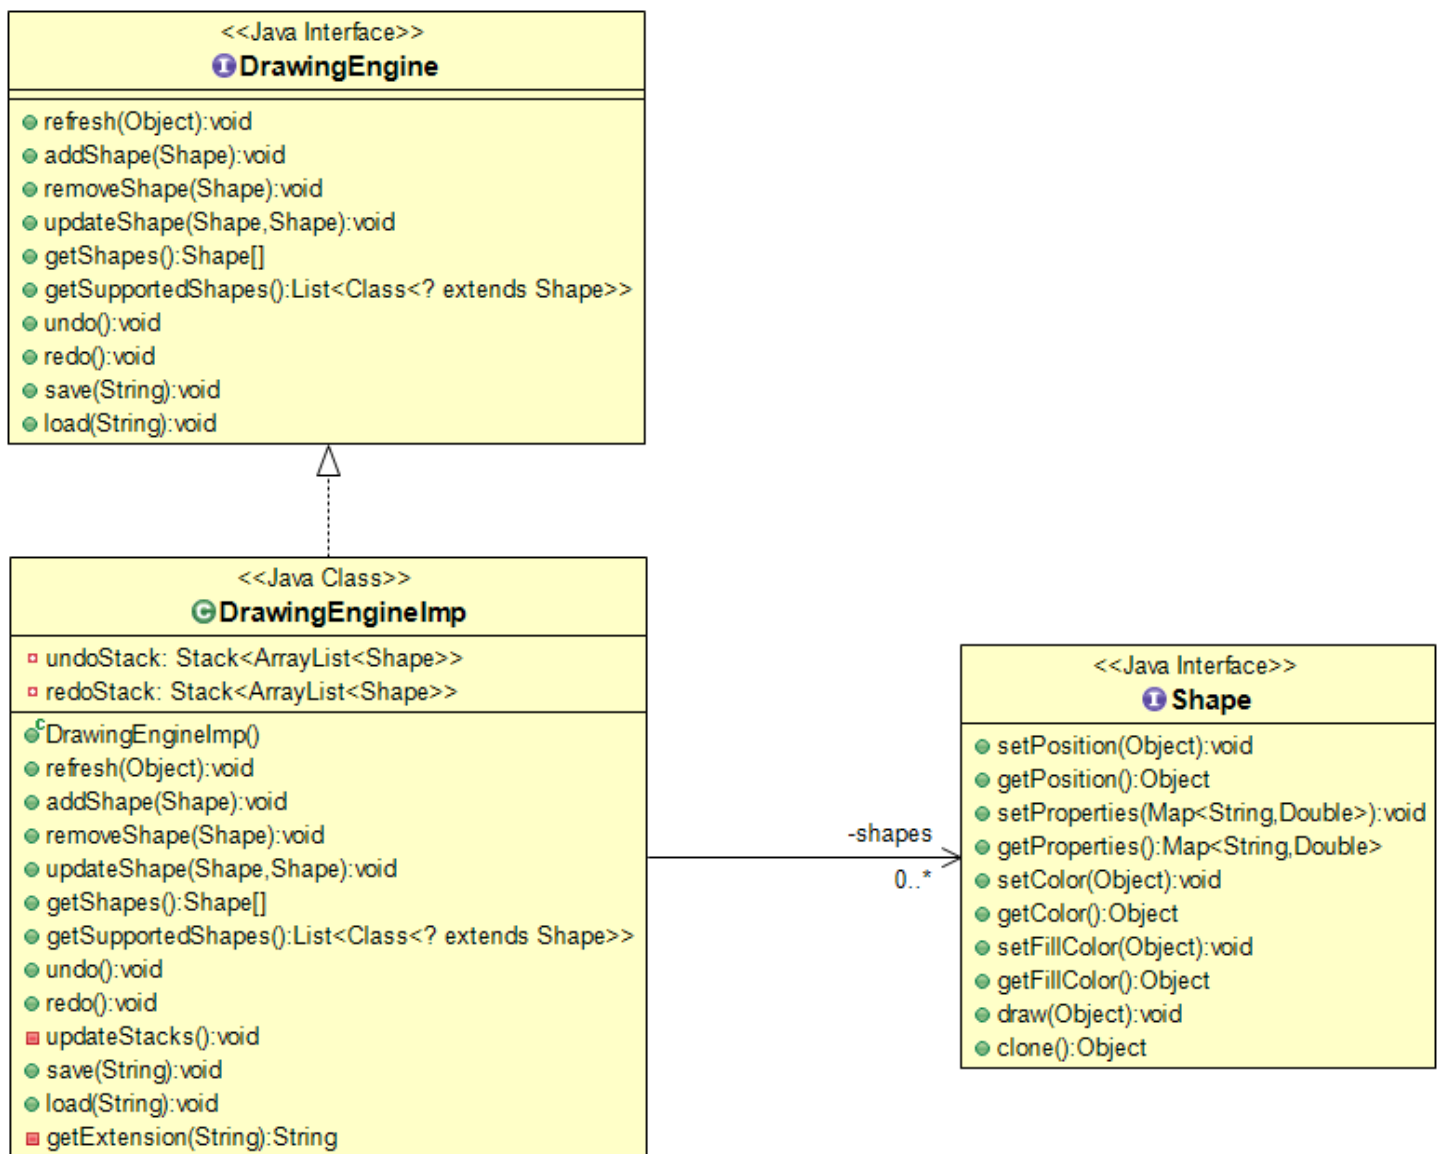 <<Java Interface>>
DrawingEngine
refresh(Object):void
addShape(Shape):void
removeShape(Shape):void
updateShape(Shape,Shape):void
getShapes():Shape[]
getSupportedShapes():List<Class<? extends Shape>>
undo():void
redo():void
save(String):void
load(String):void
<<Java Class>>
DrawingEngineImp
undoStack: Stack<ArrayList<Shape>>
redoStack: Stack<ArrayList<Shape>>
DrawingEngineImp()
refresh(Object):void
addShape(Shape):void
removeShape(Shape):void
updateShape(Shape,Shape):void
getShapes():Shape[]
getSupportedShapes():List<Class<? extends Shape>>
undo():void
redo():void
updateStacks():void
save(String):void
load(String):void
getExtension(String):String
-shapes
0..*
<<Java Interface>>
Shape
setPosition(Object):void
getPosition():Object
setProperties(Map<String,Double>):void
getProperties():Map<String,Double>
setColor(Object):void
getColor():Object
setFillColor(Object):void
getFillColor():Object
draw(Object):void
clone():Object